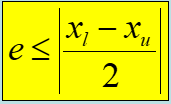 e ≤ |(x_l − x_u)/2|